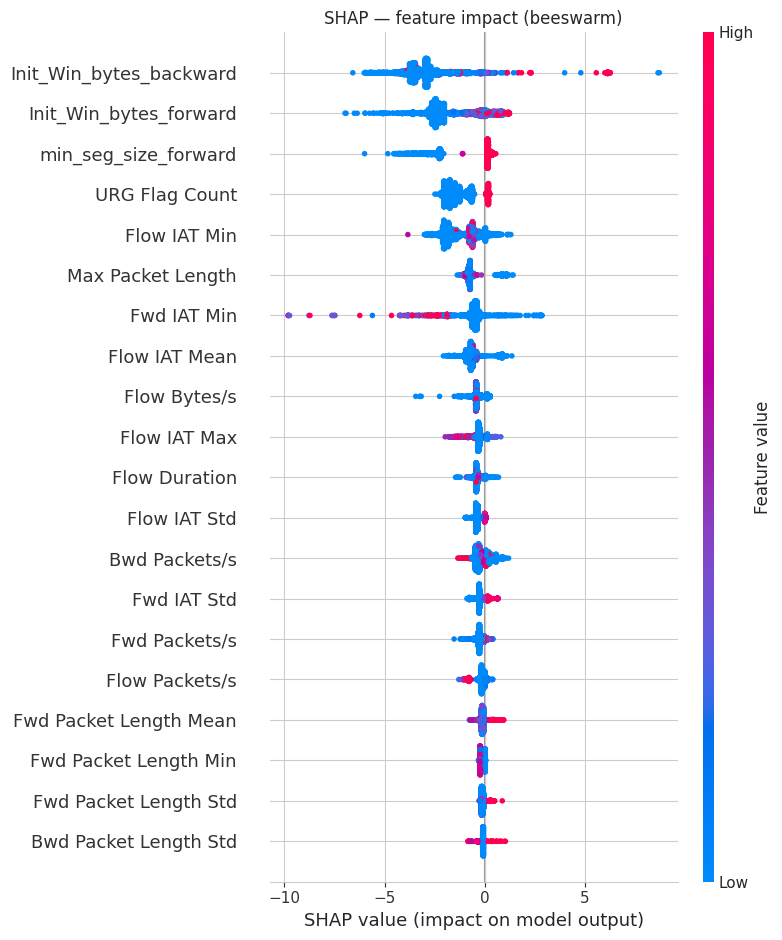 SHAP — feature impact (beeswarm)
High
Init_Win_bytes_backward
Init_Win_bytes_forward
min_seg_size_forward
URG Flag Count
Flow IAT Min
Max Packet Length
Fwd IAT Min
Flow IAT Mean
Flow Bytes/s
Flow IAT Max
Flow Duration
Flow IAT Std
Bwd Packets/s
Fwd IAT Std
Fwd Packets/s
Flow Packets/s
Fwd Packet Length Mean
Fwd Packet Length Min
Fwd Packet Length Std
Bwd Packet Length Std
Feature value
Low
−10 −5 0 5
SHAP value (impact on model output)